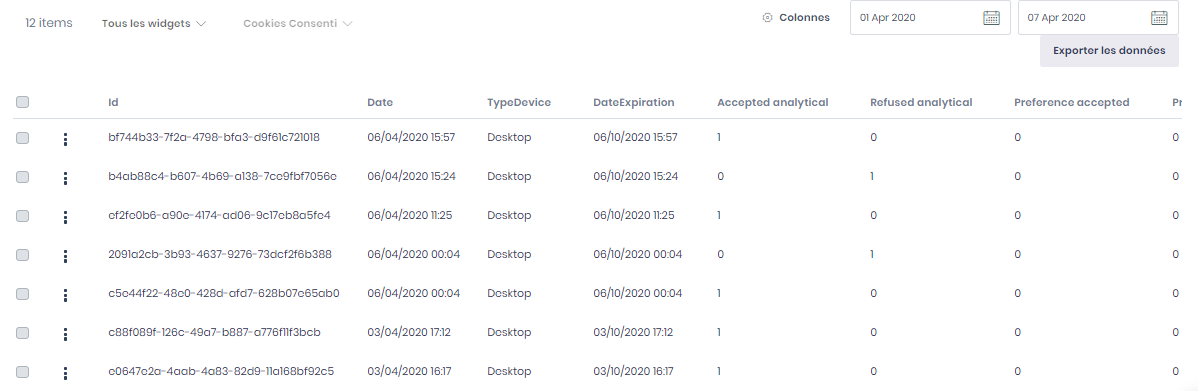 12 items Tous les widgets Cookies Consenti Colonnes 01 Apr 2020 07 Apr 2020
Exporter les données
Id Date TypeDevice DateExpiration Accepted analytical Refused analytical Preference accepted Pr
bf744b33-7f2a-4798-bfa3-d9f61c721018 06/04/2020 15:57 Desktop 06/10/2020 15:57 1 0 0 0
b4ab88c4-b607-4b69-a138-7ce9fbf7056e 06/04/2020 15:24 Desktop 06/10/2020 15:24 0 1 0 0
ef2fe0b6-a90e-4174-ad06-9c17eb8a5fe4 06/04/2020 11:25 Desktop 06/10/2020 11:25 1 0 0 0
2091a2cb-3b93-4637-9276-73dcf2f6b388 06/04/2020 00:04 Desktop 06/10/2020 00:04 0 1 0 0
c5e44f22-48e0-428d-afd7-628b07e65ab0 06/04/2020 00:04 Desktop 06/10/2020 00:04 1 0 0 0
c88f089f-126c-49a7-b887-a776f11f3bcb 03/04/2020 17:12 Desktop 03/10/2020 17:12 1 0 0 0
e0647e2a-4aab-4a83-82d9-11a168bf92c5 03/04/2020 16:17 Desktop 03/10/2020 16:17 1 0 0 0